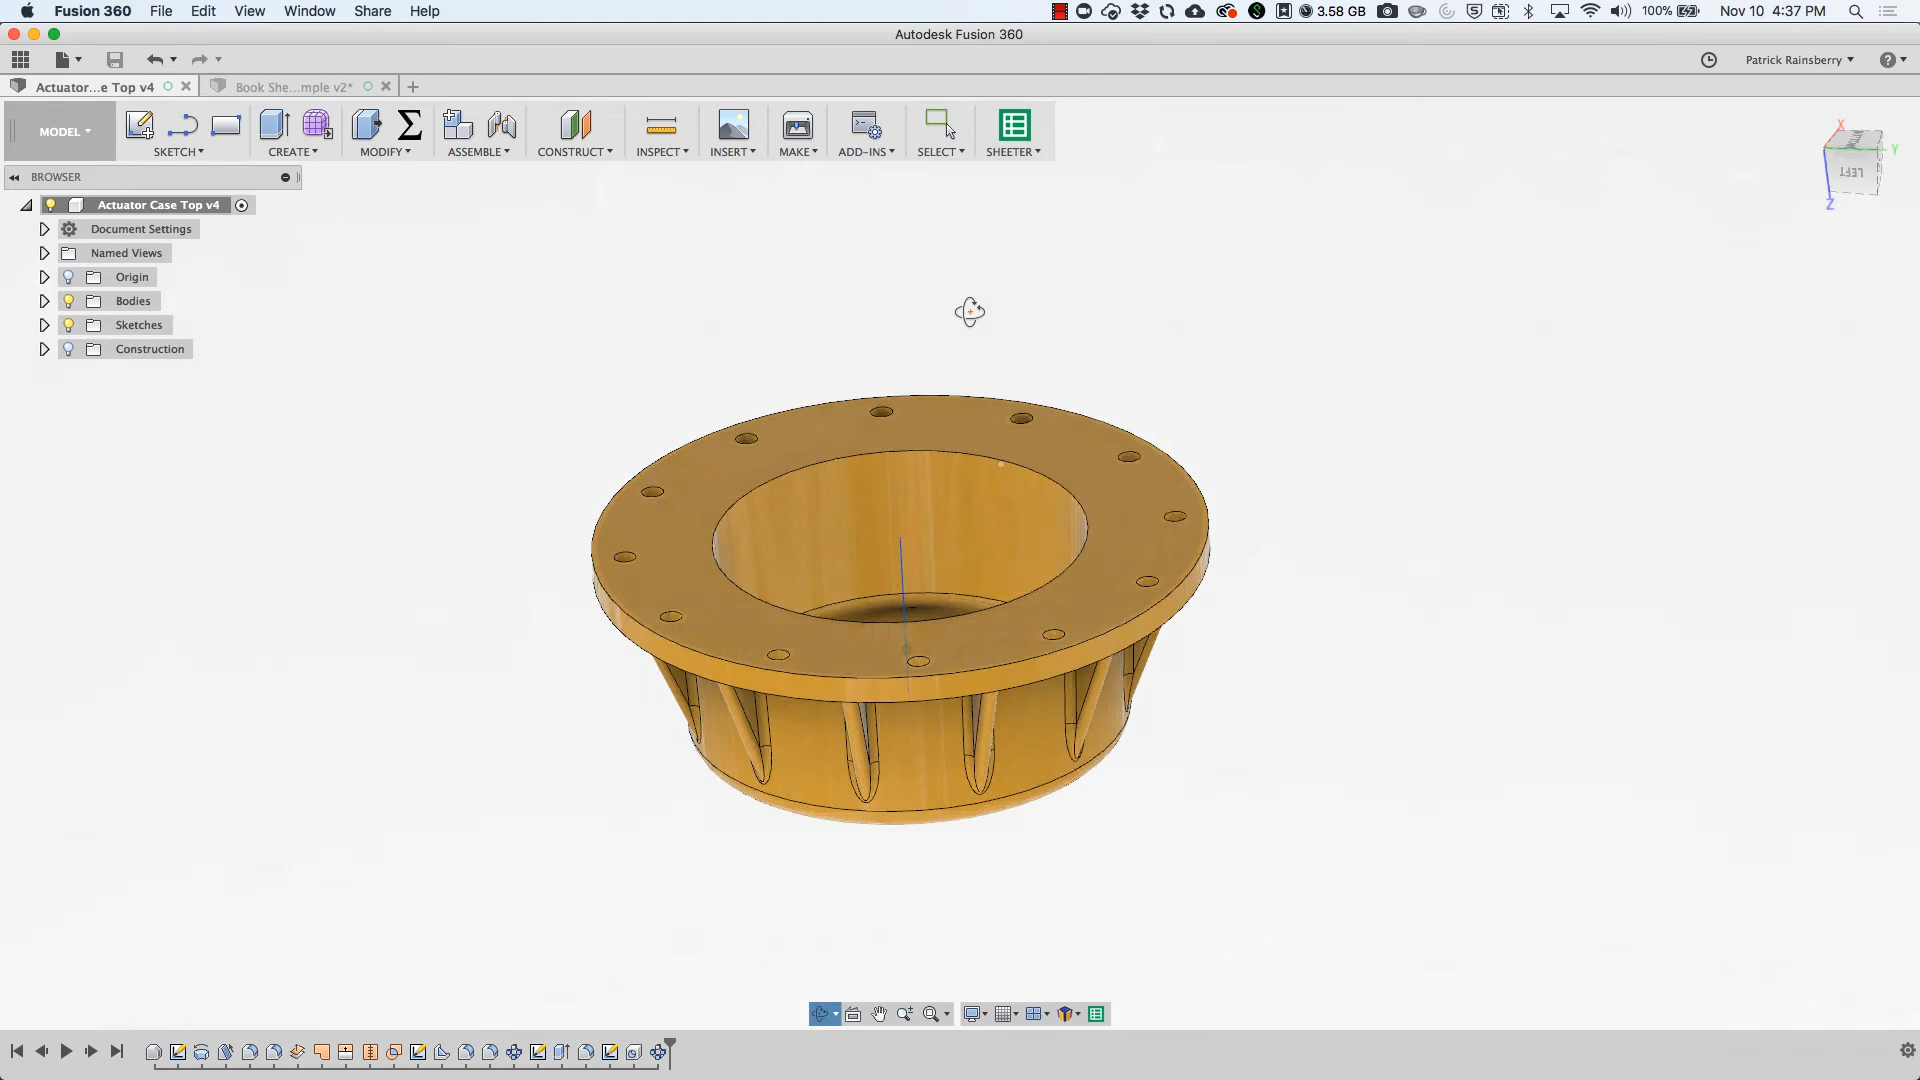 Fusion 360 File Edit View Window Share Help 3.58 GB 100% Nov 10 4:37 PM
Autodesk Fusion 360
Patrick Rainsberry
Actuator...e Top v4 Book She...mple v2*
MODEL SKETCH CREATE MODIFY ASSEMBLE CONSTRUCT INSPECT INSERT MAKE ADD-INS SELECT SHEETER
BROWSER
Actuator Case Top v4
Document Settings
Named Views
Origin
Bodies
Sketches
Construction
X
Y
LEFT
Z